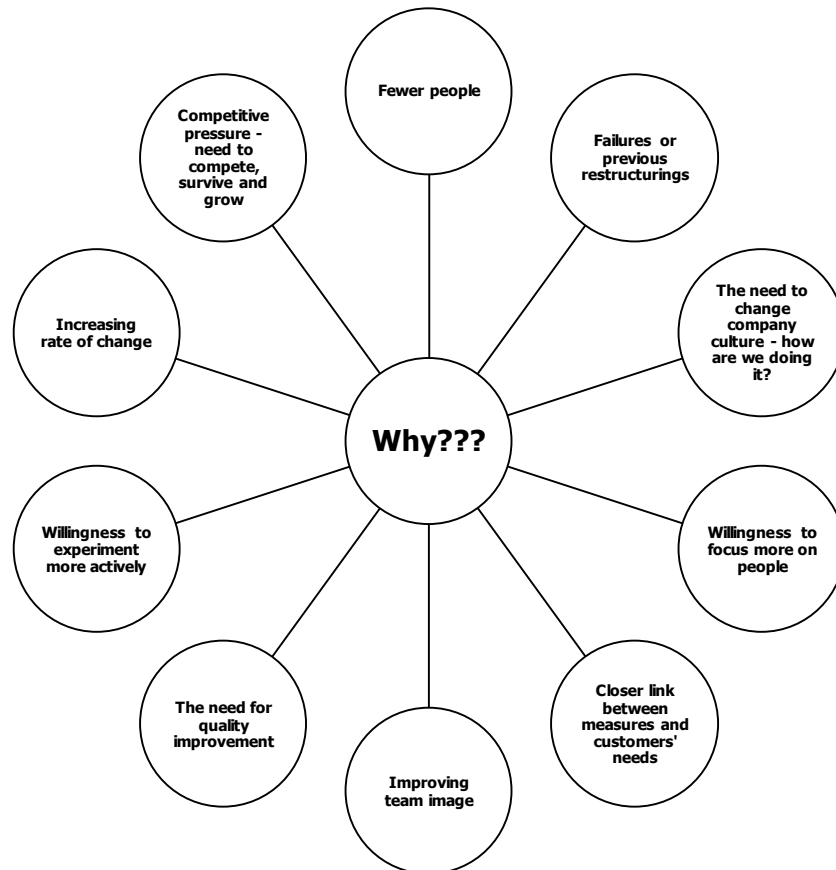 Fewer people
Failures or
previous
restructurings
The need to
change
company
culture - how
are we doing
it?
Willingness to
focus more on
people
Closer link
between
measures and
customers'
needs
Improving
team image
The need for
quality
improvement
Willingness to
experiment
more actively
Increasing
rate of change
Competitive
pressure -
need to
compete,
survive and
grow
Why???